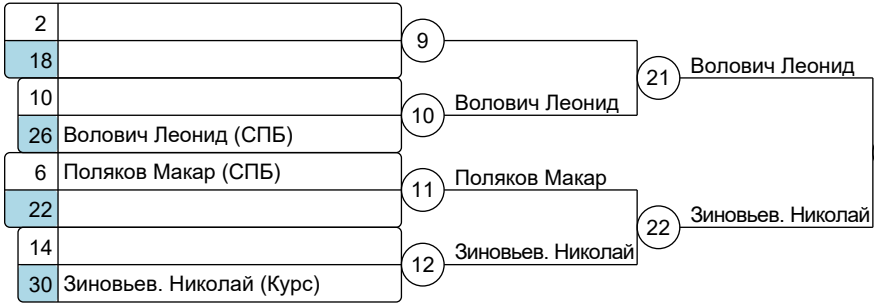 2
18
9
10
26 Волович Леонид (СПБ)
10
Волович Леонид
21
Волович Леонид
6 Поляков Макар (СПБ)
22
11
Поляков Макар
14
30 Зиновьев. Николай (Курс)
12
Зиновьев. Николай
22
Зиновьев. Николай